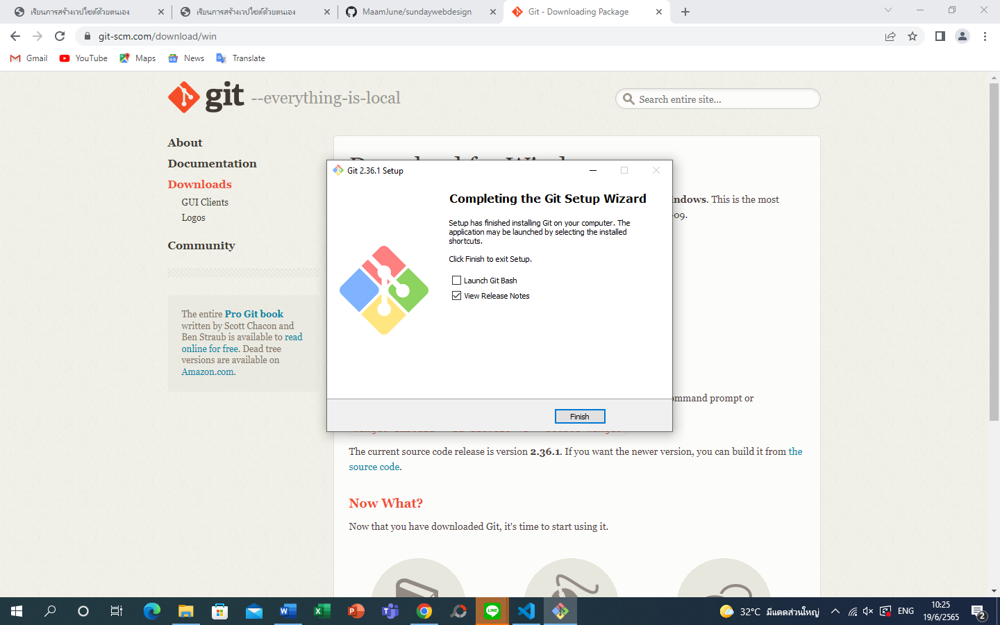 เรียนการสร้างเวปไซต์ด้วยตนเอง
เรียนการสร้างเวปไซต์ด้วยตนเอง
MaamJune/sundaywebdesign
Git - Downloading Package
git-scm.com/download/win
Gmail
YouTube
Maps
News
Translate
git --everything-is-local
Search entire site...
About
Documentation
Downloads
GUI Clients
Logos
Community
The entire Pro Git book
written by Scott Chacon and
Ben Straub is available to read
online for free. Dead tree
versions are available on
Amazon.com.
ndows. This is the most
-09.
Git 2.36.1 Setup
Completing the Git Setup Wizard
Setup has finished installing Git on your computer. The
application may be launched by selecting the installed
shortcuts.
Click Finish to exit Setup.
Launch Git Bash
View Release Notes
Finish
ommand prompt or
The current source code release is version 2.36.1. If you want the newer version, you can build it from the
source code.
Now What?
Now that you have downloaded Git, it's time to start using it.
32°C มีแดดส่วนใหญ่
ENG
10:25
19/6/2565
2